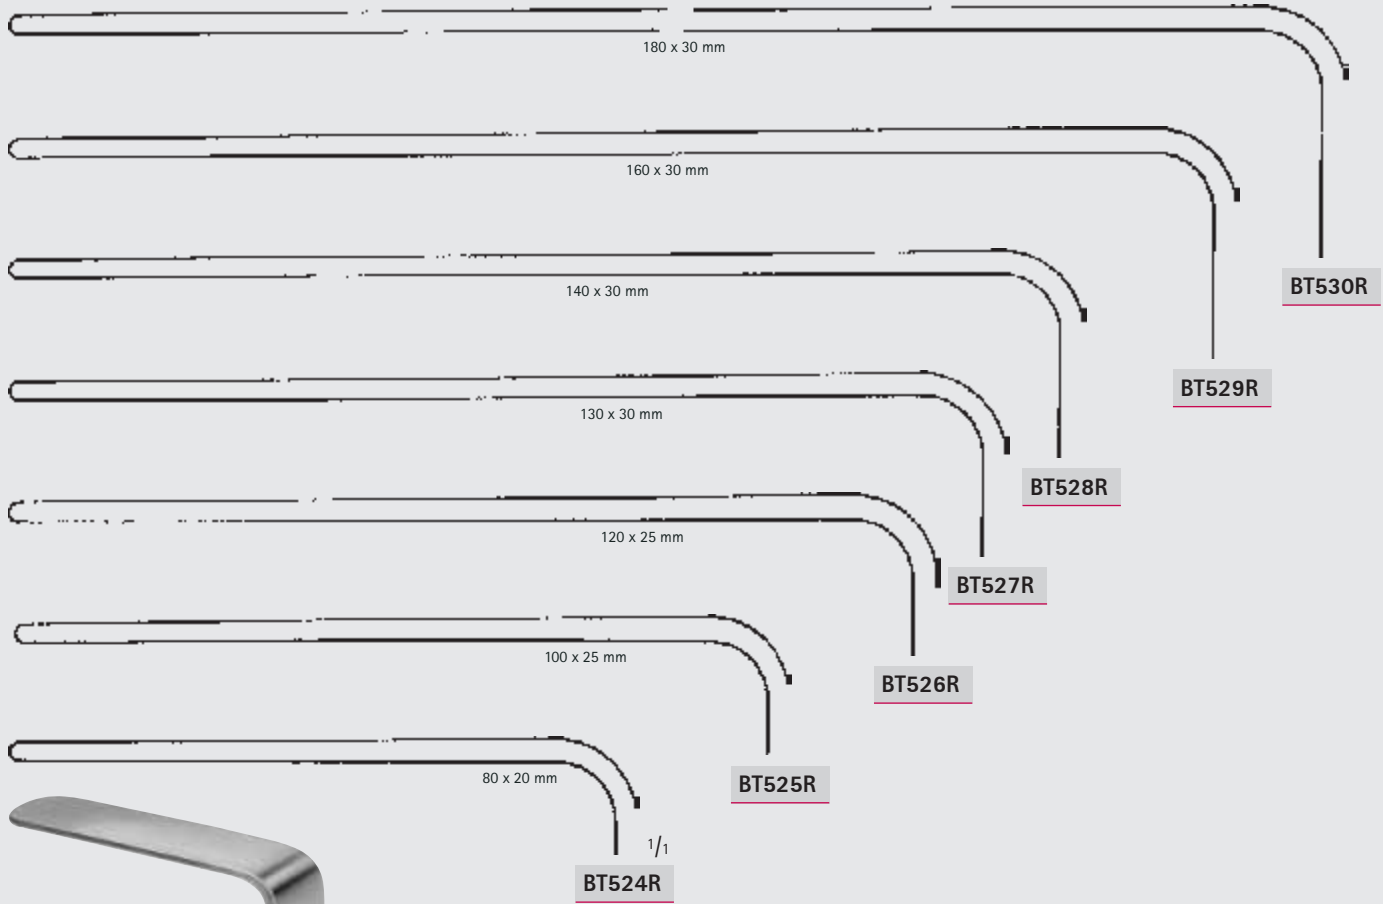 180 x 30 mm
160 x 30 mm
BT530R
140 x 30 mm
BT529R
130 x 30 mm
BT528R
120 x 25 mm
BT527R
100 x 25 mm
BT526R
80 x 20 mm
BT525R
1/1
BT524R